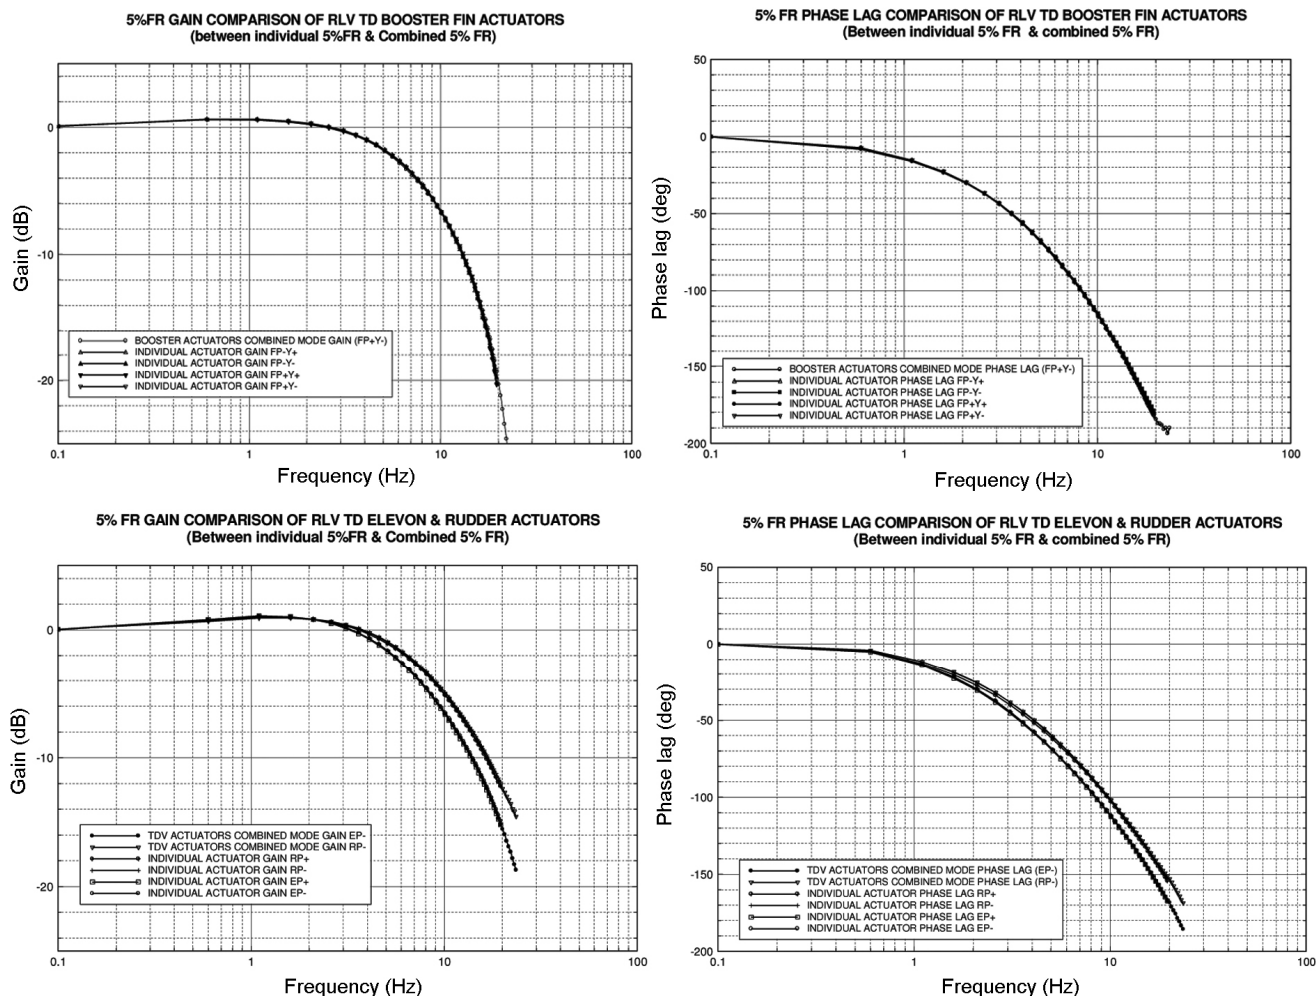 5%FR GAIN COMPARISON OF RLV TD BOOSTER FIN ACTUATORS
(between individual 5%FR & Combined 5% FR)
0
-10
-20
Gain (dB)
BOOSTER ACTUATORS COMBINED MODE GAIN (FP+Y-)
INDIVIDUAL ACTUATOR GAIN FP-Y+
INDIVIDUAL ACTUATOR GAIN FP-Y-
INDIVIDUAL ACTUATOR GAIN FP+Y+
INDIVIDUAL ACTUATOR GAIN FP+Y-
0.1 1 10 100
Frequency (Hz)
5% FR PHASE LAG COMPARISON OF RLV TD BOOSTER FIN ACTUATORS
(Between individual 5% FR & combined 5% FR)
50
0
-50
-100
-150
-200
Phase lag (deg)
BOOSTER ACTUATORS COMBINED MODE PHASE LAG (FP+Y-)
INDIVIDUAL ACTUATOR PHASE LAG FP-Y+
INDIVIDUAL ACTUATOR PHASE LAG FP-Y-
INDIVIDUAL ACTUATOR PHASE LAG FP+Y+
INDIVIDUAL ACTUATOR PHASE LAG FP+Y-
0.1 1 10 100
Frequency (Hz)
5% FR GAIN COMPARISON OF RLV TD ELEVON & RUDDER ACTUATORS
(Between individual 5%FR & Combined 5% FR)
0
-10
-20
Gain (dB)
TDV ACTUATORS COMBINED MODE GAIN EP-
TDV ACTUATORS COMBINED MODE GAIN RP-
INDIVIDUAL ACTUATOR GAIN RP+
INDIVIDUAL ACTUATOR GAIN RP-
INDIVIDUAL ACTUATOR GAIN EP+
INDIVIDUAL ACTUATOR GAIN EP-
0.1 1 10 100
Frequency (Hz)
5% FR PHASE LAG COMPARISON OF RLV TD ELEVON & RUDDER ACTUATORS
(Between individual 5% FR & combined 5% FR)
50
0
-50
-100
-150
-200
Phase lag (deg)
TDV ACTUATORS COMBINED MODE PHASE LAG (EP-)
TDV ACTUATORS COMBINED MODE PHASE LAG (RP-)
INDIVIDUAL ACTUATOR PHASE LAG RP+
INDIVIDUAL ACTUATOR PHASE LAG RP-
INDIVIDUAL ACTUATOR PHASE LAG EP+
INDIVIDUAL ACTUATOR PHASE LAG EP-
0.1 1 10 100
Frequency (Hz)